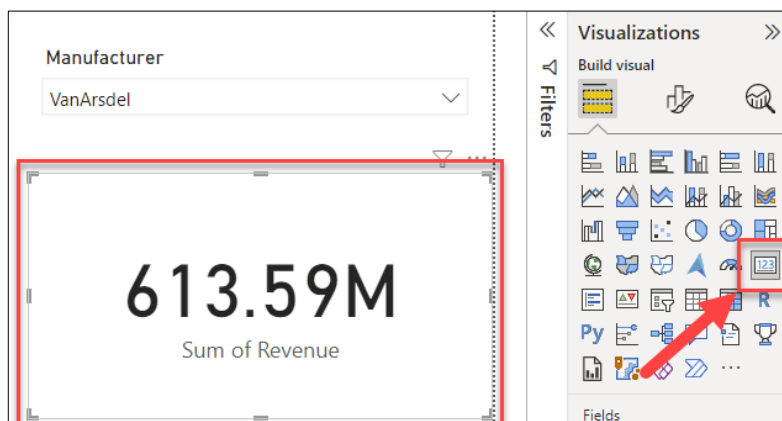 Manufacturer
VanArsdel
613.59M
Sum of Revenue
Filters
Visualizations
Build visual
123
R
Py
Fields